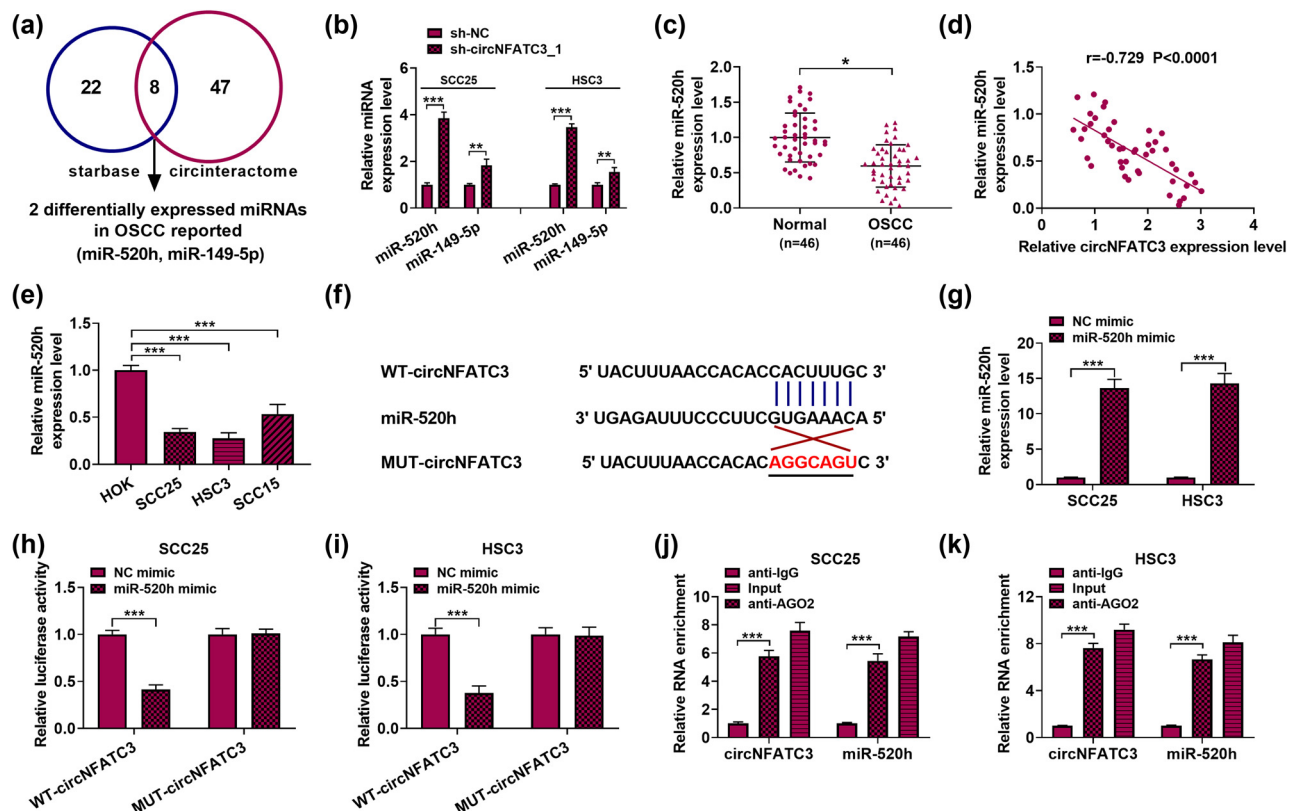 (a)
22
8
47
starbase
circinteractome
2 differentially expressed miRNAs
in OSCC reported
(miR-520h, miR-149-5p)
(b)
sh-NC
sh-circNFATC3_1
Relative miRNA
expression level
6
4
2
0
SCC25
HSC3
***
**
***
**
miR-520h
miR-149-5p
miR-520h
miR-149-5p
(c)
Relative miR-520h
expression level
2.0
1.5
1.0
0.5
0.0
*
Normal
(n=46)
OSCC
(n=46)
(d)
r=-0.729 P<0.0001
Relative miR-520h
expression level
1.5
1.0
0.5
0.0
0
1
2
3
4
Relative circNFATC3 expression level
(e)
Relative miR-520h
expression level
1.5
1.0
0.5
0.0
***
***
***
HOK
SCC25
HSC3
SCC15
(f)
WT-circNFATC3 5' UACUUUAACCACACCACUUUGC 3'
miR-520h 3' UGAGAUUUCCCUUCGUGAAACA 5'
MUT-circNFATC3 5' UACUUUAACCACACAGGCAGUC 3'
(g)
NC mimic
miR-520h mimic
Relative miR-520h
expression level
15
10
5
0
***
***
SCC25
HSC3
(h)
SCC25
NC mimic
miR-520h mimic
Relative luciferase activity
1.5
1.0
0.5
0.0
***
WT-circNFATC3
MUT-circNFATC3
(i)
HSC3
NC mimic
miR-520h mimic
Relative luciferase activity
1.5
1.0
0.5
0.0
***
WT-circNFATC3
MUT-circNFATC3
(j)
SCC25
anti-IgG
Input
anti-AGO2
Relative RNA enrichment
10
8
6
4
2
0
***
***
circNFATC3
miR-520h
(k)
HSC3
anti-IgG
Input
anti-AGO2
Relative RNA enrichment
12
8
4
0
***
***
circNFATC3
miR-520h